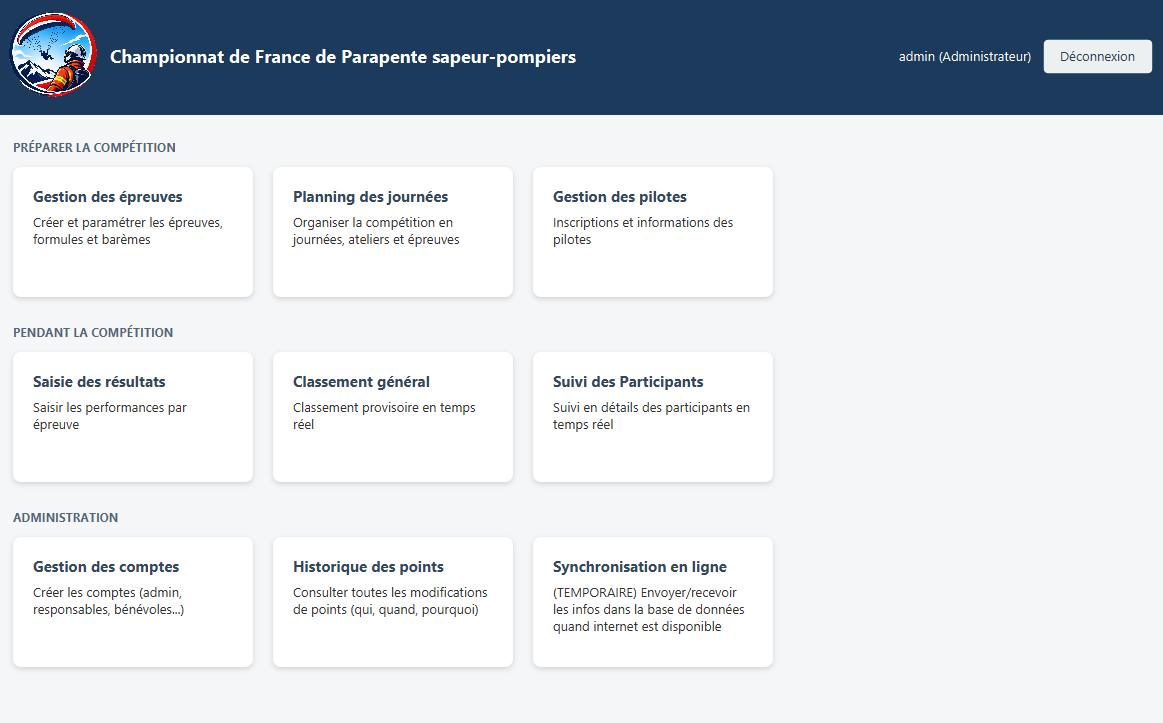 Championnat de France de Parapente sapeur-pompiers
admin (Administrateur)
Déconnexion
PRÉPARER LA COMPÉTITION
Gestion des épreuves
Créer et paramétrer les épreuves,
formules et barèmes
Planning des journées
Organiser la compétition en
journées, ateliers et épreuves
Gestion des pilotes
Inscriptions et informations des
pilotes
PENDANT LA COMPÉTITION
Saisie des résultats
Saisir les performances par
épreuve
Classement général
Classement provisoire en temps
réel
Suivi des Participants
Suivi en détails des participants en
temps réel
ADMINISTRATION
Gestion des comptes
Créer les comptes (admin,
responsables, bénévoles...)
Historique des points
Consulter toutes les modifications
de points (qui, quand, pourquoi)
Synchronisation en ligne
(TEMPORAIRE) Envoyer/recevoir
les infos dans la base de données
quand internet est disponible